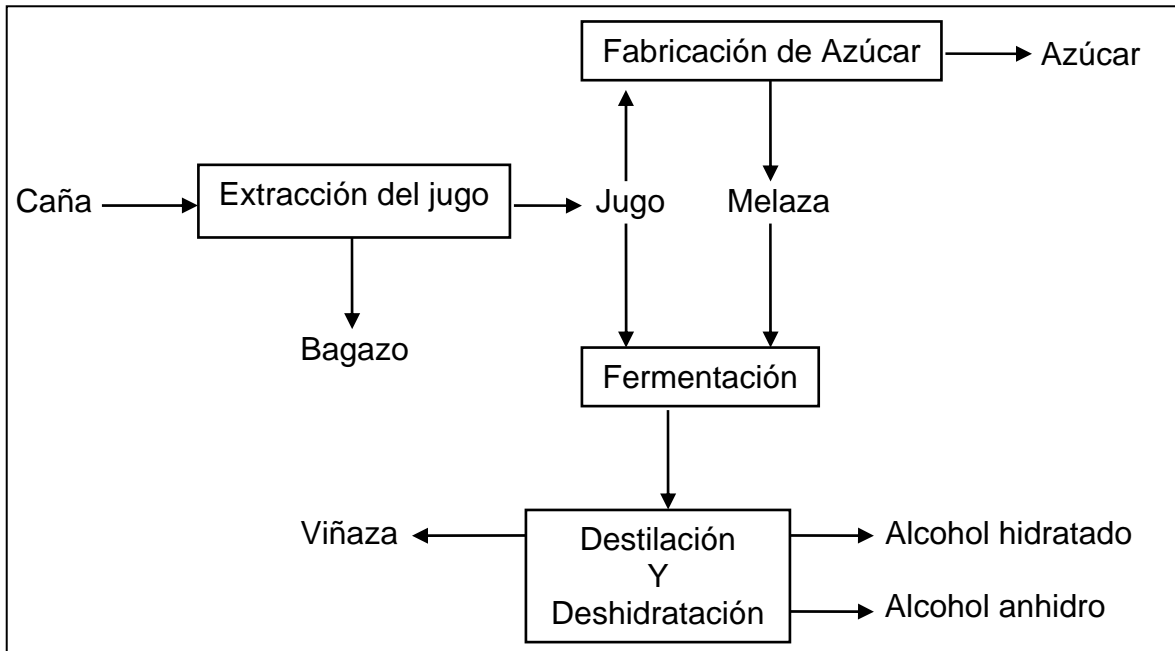 Fabricación de Azúcar
Azúcar
Caña
Extracción del jugo
Jugo
Melaza
Bagazo
Fermentación
Viñaza
Destilación
Y
Deshidratación
Alcohol hidratado
Alcohol anhidro